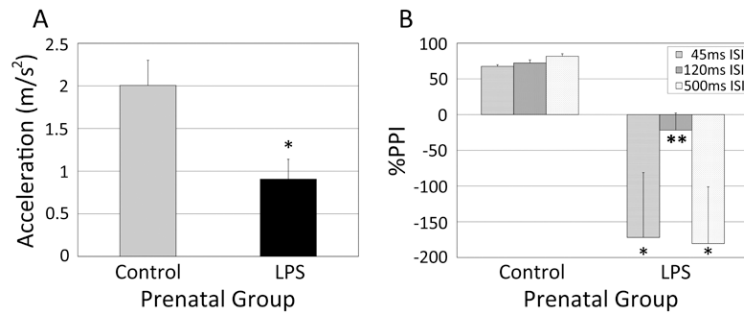 A
Acceleration (m/s²)
2.5
2
1.5
1
0.5
0
*
Control
LPS
Prenatal Group
B
%PPI
100
50
0
-50
-100
-150
-200
45ms ISI
120ms ISI
500ms ISI
**
*
*
Control
LPS
Prenatal Group